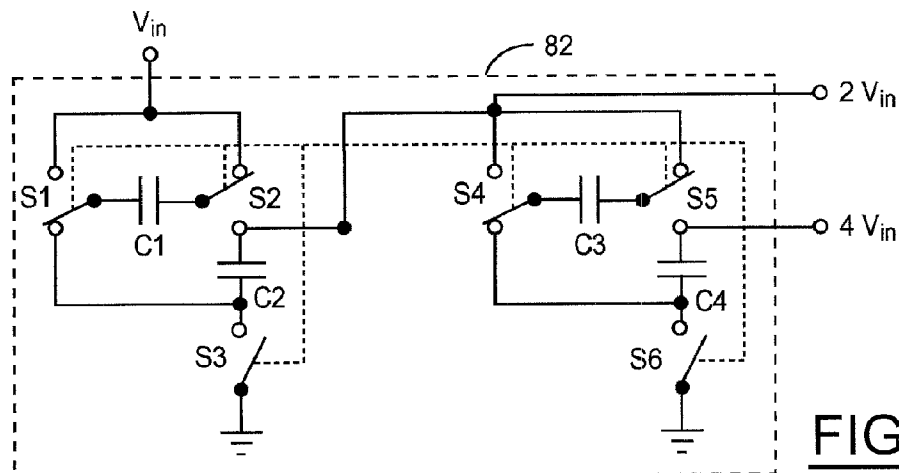 V_in
82
2 V_in
S1
S2
S4
S5
C1
C3
4 V_in
C2
C4
S3
S6
FIG